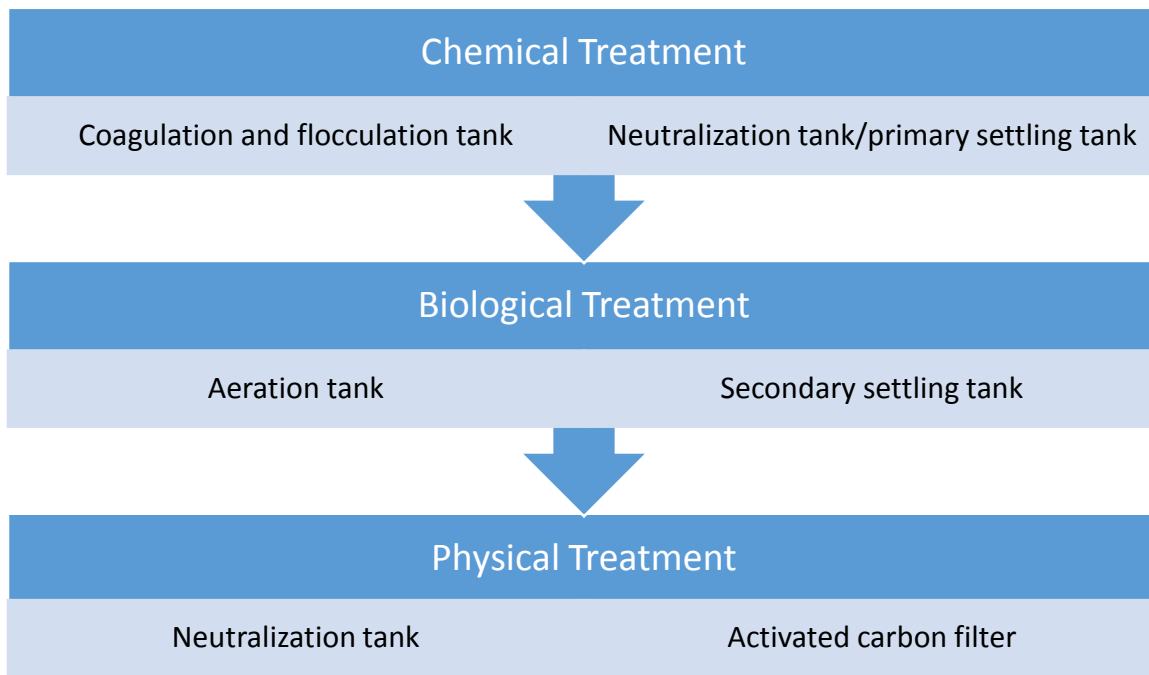 Chemical Treatment
Coagulation and flocculation tank
Neutralization tank/primary settling tank
Biological Treatment
Aeration tank
Secondary settling tank
Physical Treatment
Neutralization tank
Activated carbon filter